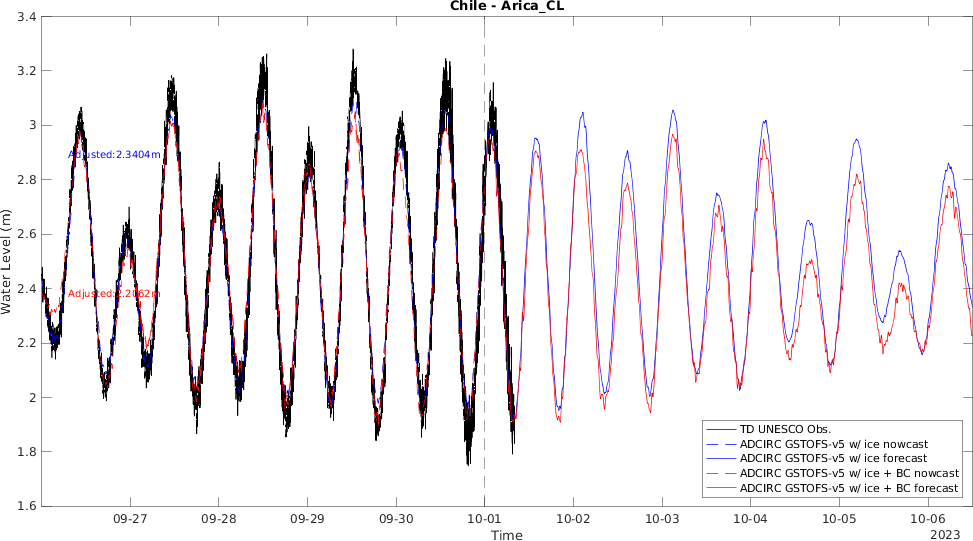 Chile - Arica_CL
3.4
3.2
3
2.8
2.6
2.4
2.2
2
1.8
1.6
Water Level (m)
Adjusted:2.3404m
Adjusted:2.2062m
TD UNESCO Obs.
ADCIRC GSTOFS-v5 w/ ice nowcast
ADCIRC GSTOFS-v5 w/ ice forecast
ADCIRC GSTOFS-v5 w/ ice + BC nowcast
ADCIRC GSTOFS-v5 w/ ice + BC forecast
09-27 09-28 09-29 09-30 10-01 10-02 10-03 10-04 10-05 10-06
Time
2023